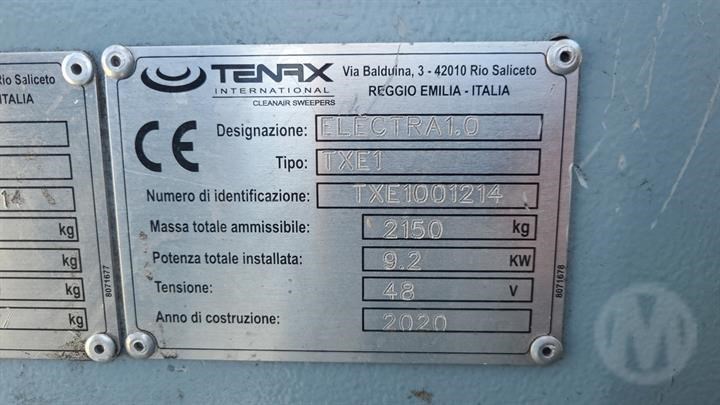 Rio Saliceto
ITALIA
14
kg
kg
kg
kg
8071677
TENAX
INTERNATIONAL
CLEANAIR SWEEPERS
Via Balduina, 3 - 42010 Rio Saliceto
REGGIO EMILIA - ITALIA
CE
Designazione: ELECTRA1.0
Tipo: TXE1
Numero di identificazione: TXE1001214
Massa totale ammissibile: 2150 kg
Potenza totale installata: 9.2 KW
Tensione: 48 V
Anno di costruzione: 2020
8071678
M